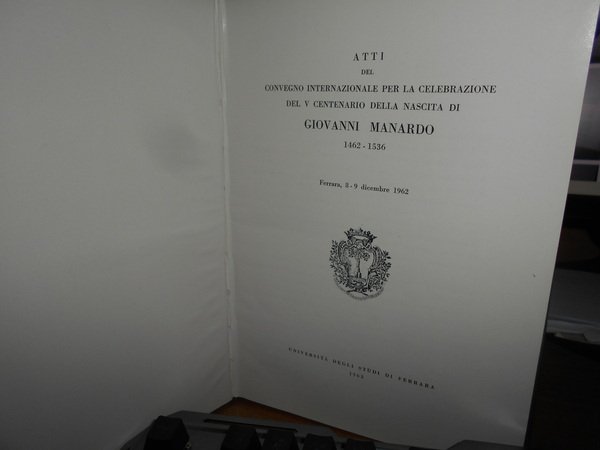 ATTI
DEL
CONVEGNO INTERNAZIONALE PER LA CELEBRAZIONE
DEL V CENTENARIO DELLA NASCITA DI
GIOVANNI MANARDO
1462 - 1536
Ferrara, 8 - 9 dicembre 1962
UNIVERSITÀ DEGLI STUDI DI FERRARA
1963